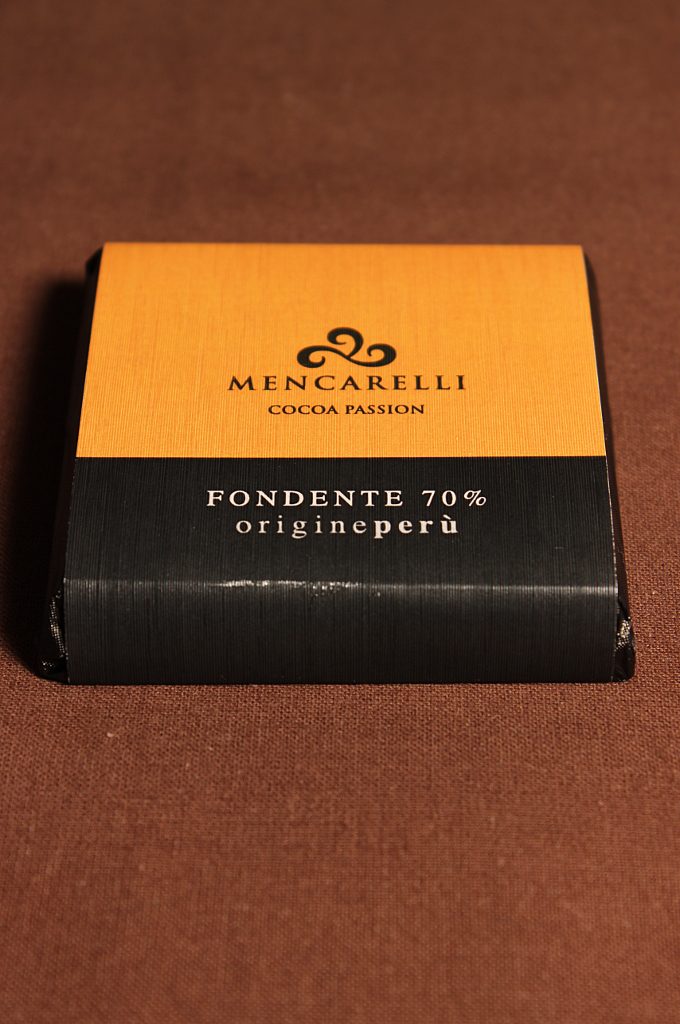 MENCARELLI
COCOA PASSION
FONDENTE 70%
origineperù